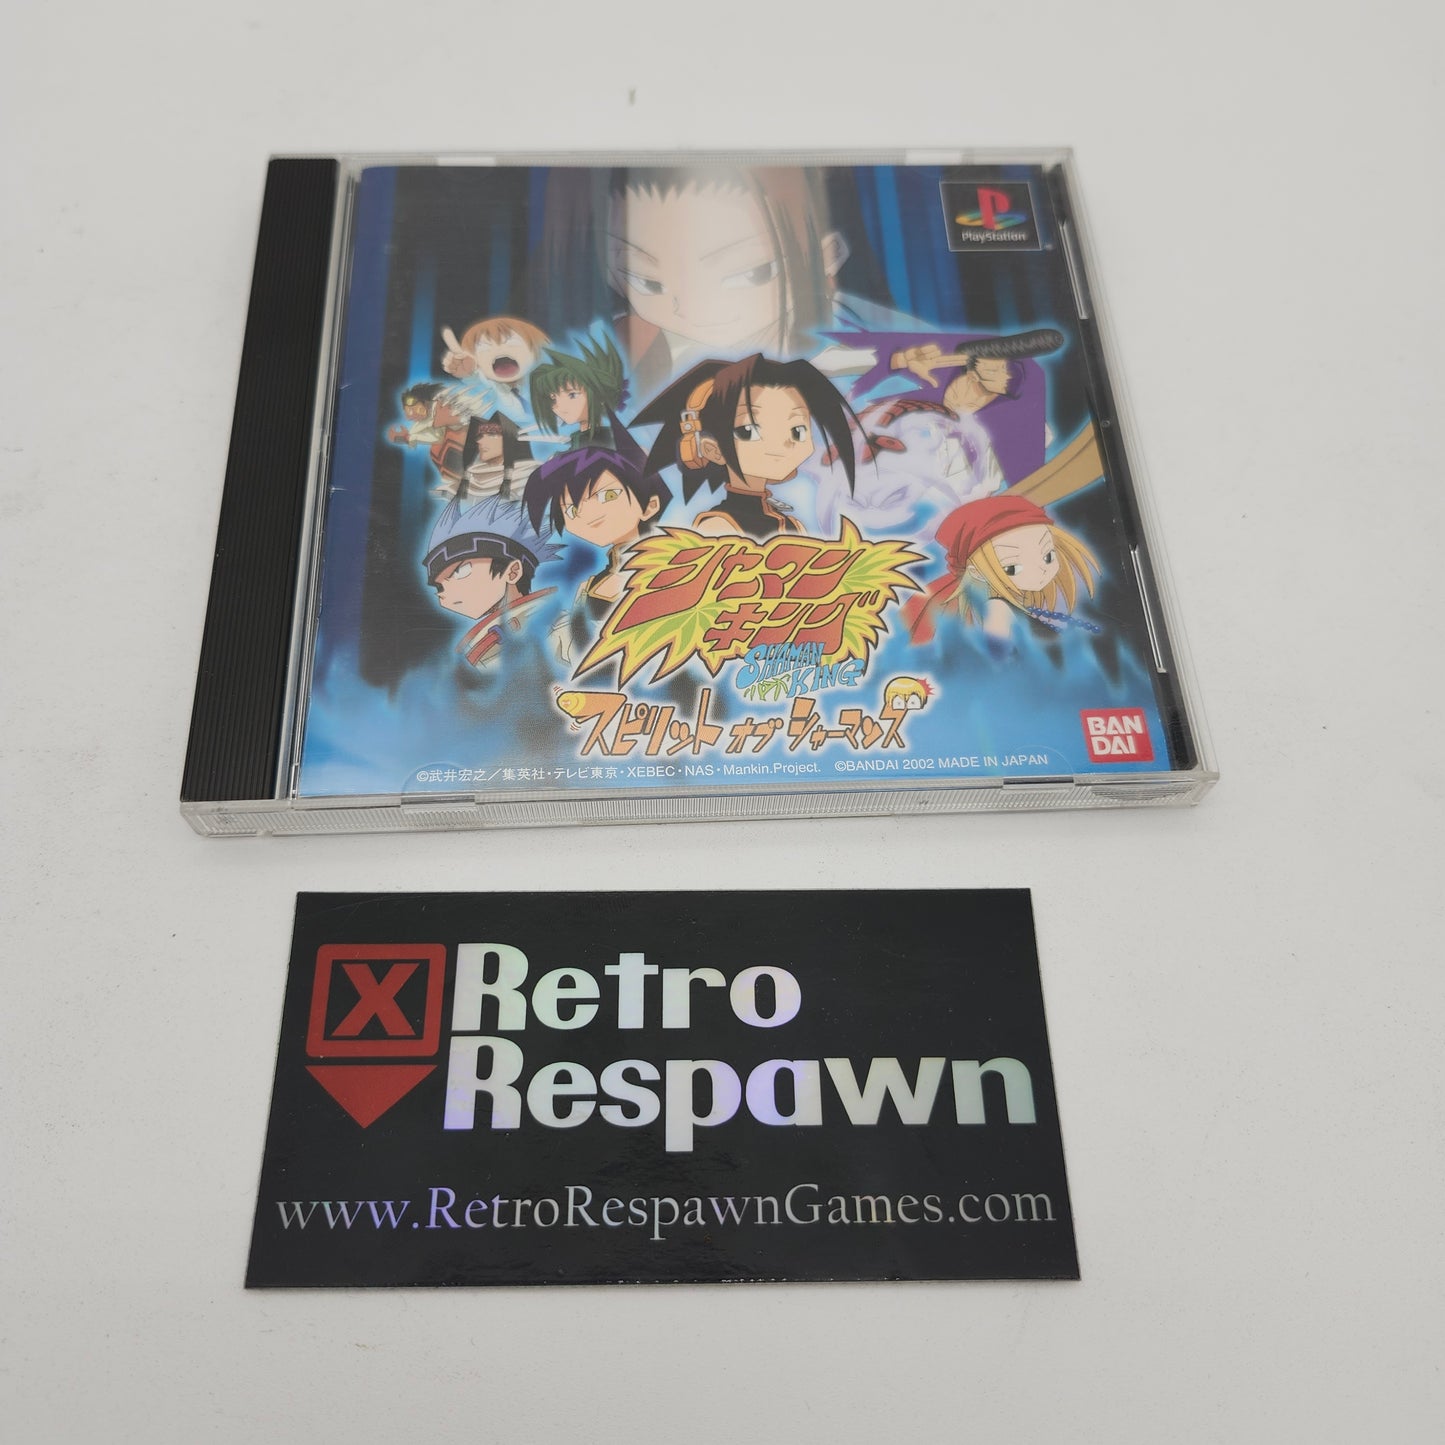 PlayStation
シャーマン
キング
SHAMAN
KING
スピリット オブ シャーマンズ
BAN
DAI
©武井宏之／集英社・テレビ東京・XEBEC・NAS・Mankin.Project. ©BANDAI 2002 MADE IN JAPAN
X Retro
Respawn
www.RetroRespawnGames.com